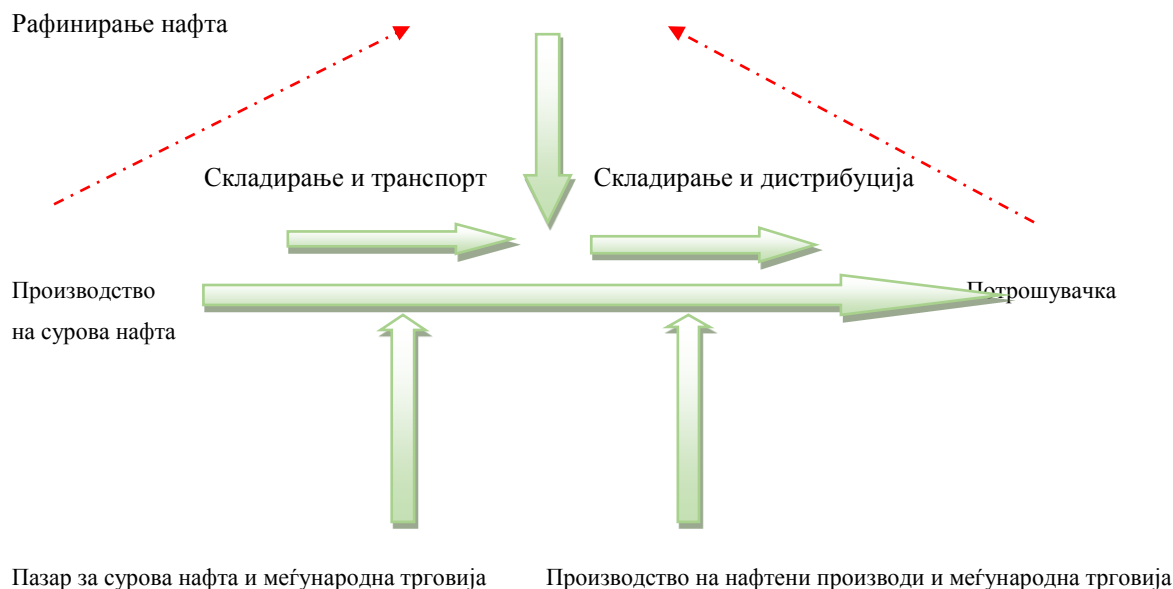 Рафинирање нафта
Складирање и транспорт
Складирање и дистрибуција
Производство
на сурова нафта
Потрошувачка
Пазар за сурова нафта и меѓународна трговија
Производство на нафтени производи и меѓународна трговија